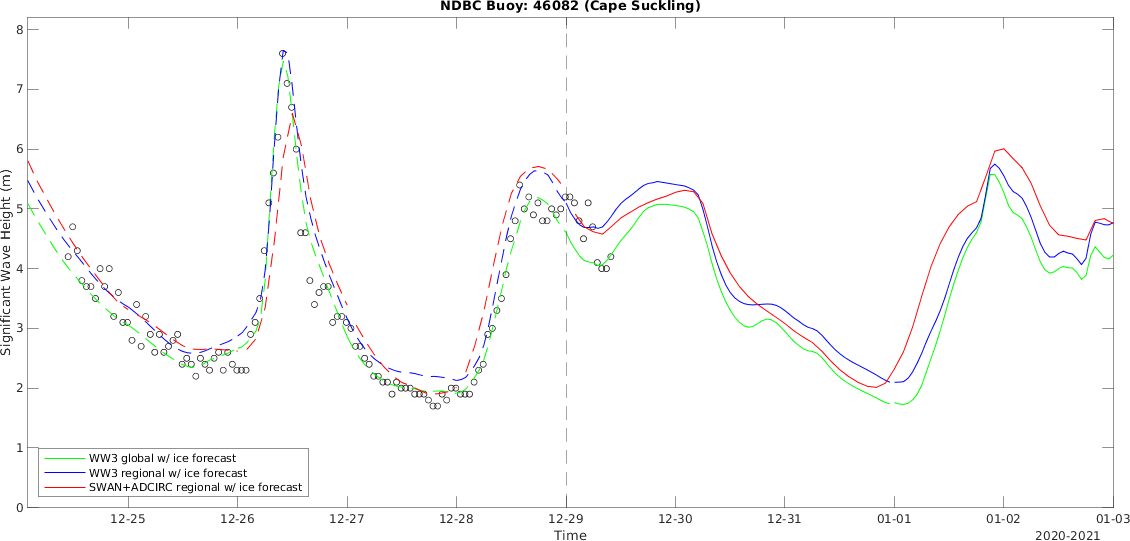 NDBC Buoy: 46082 (Cape Suckling)
8
7
6
5
4
3
2
1
0
Significant Wave Height (m)
WW3 global w/ ice forecast
WW3 regional w/ ice forecast
SWAN+ADCIRC regional w/ ice forecast
12-25 12-26 12-27 12-28 12-29 12-30 12-31 01-01 01-02 01-03
Time
2020-2021